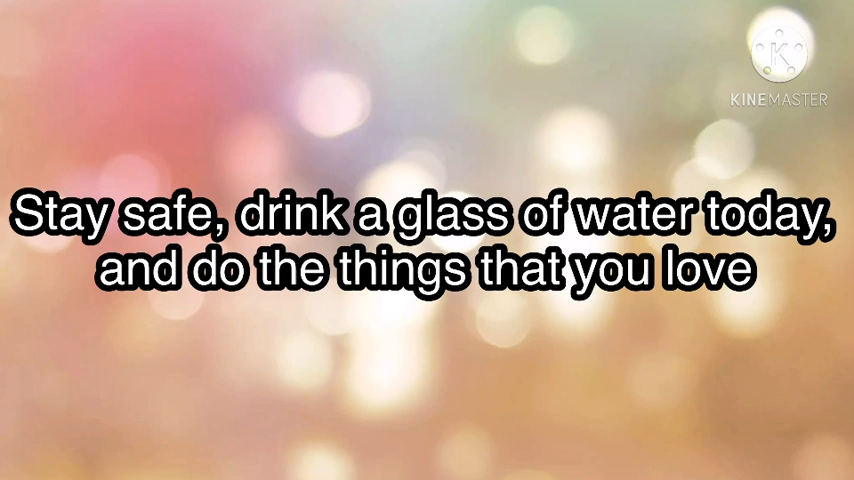 K
KINEMASTER
Stay safe, drink a glass of water today,
and do the things that you love